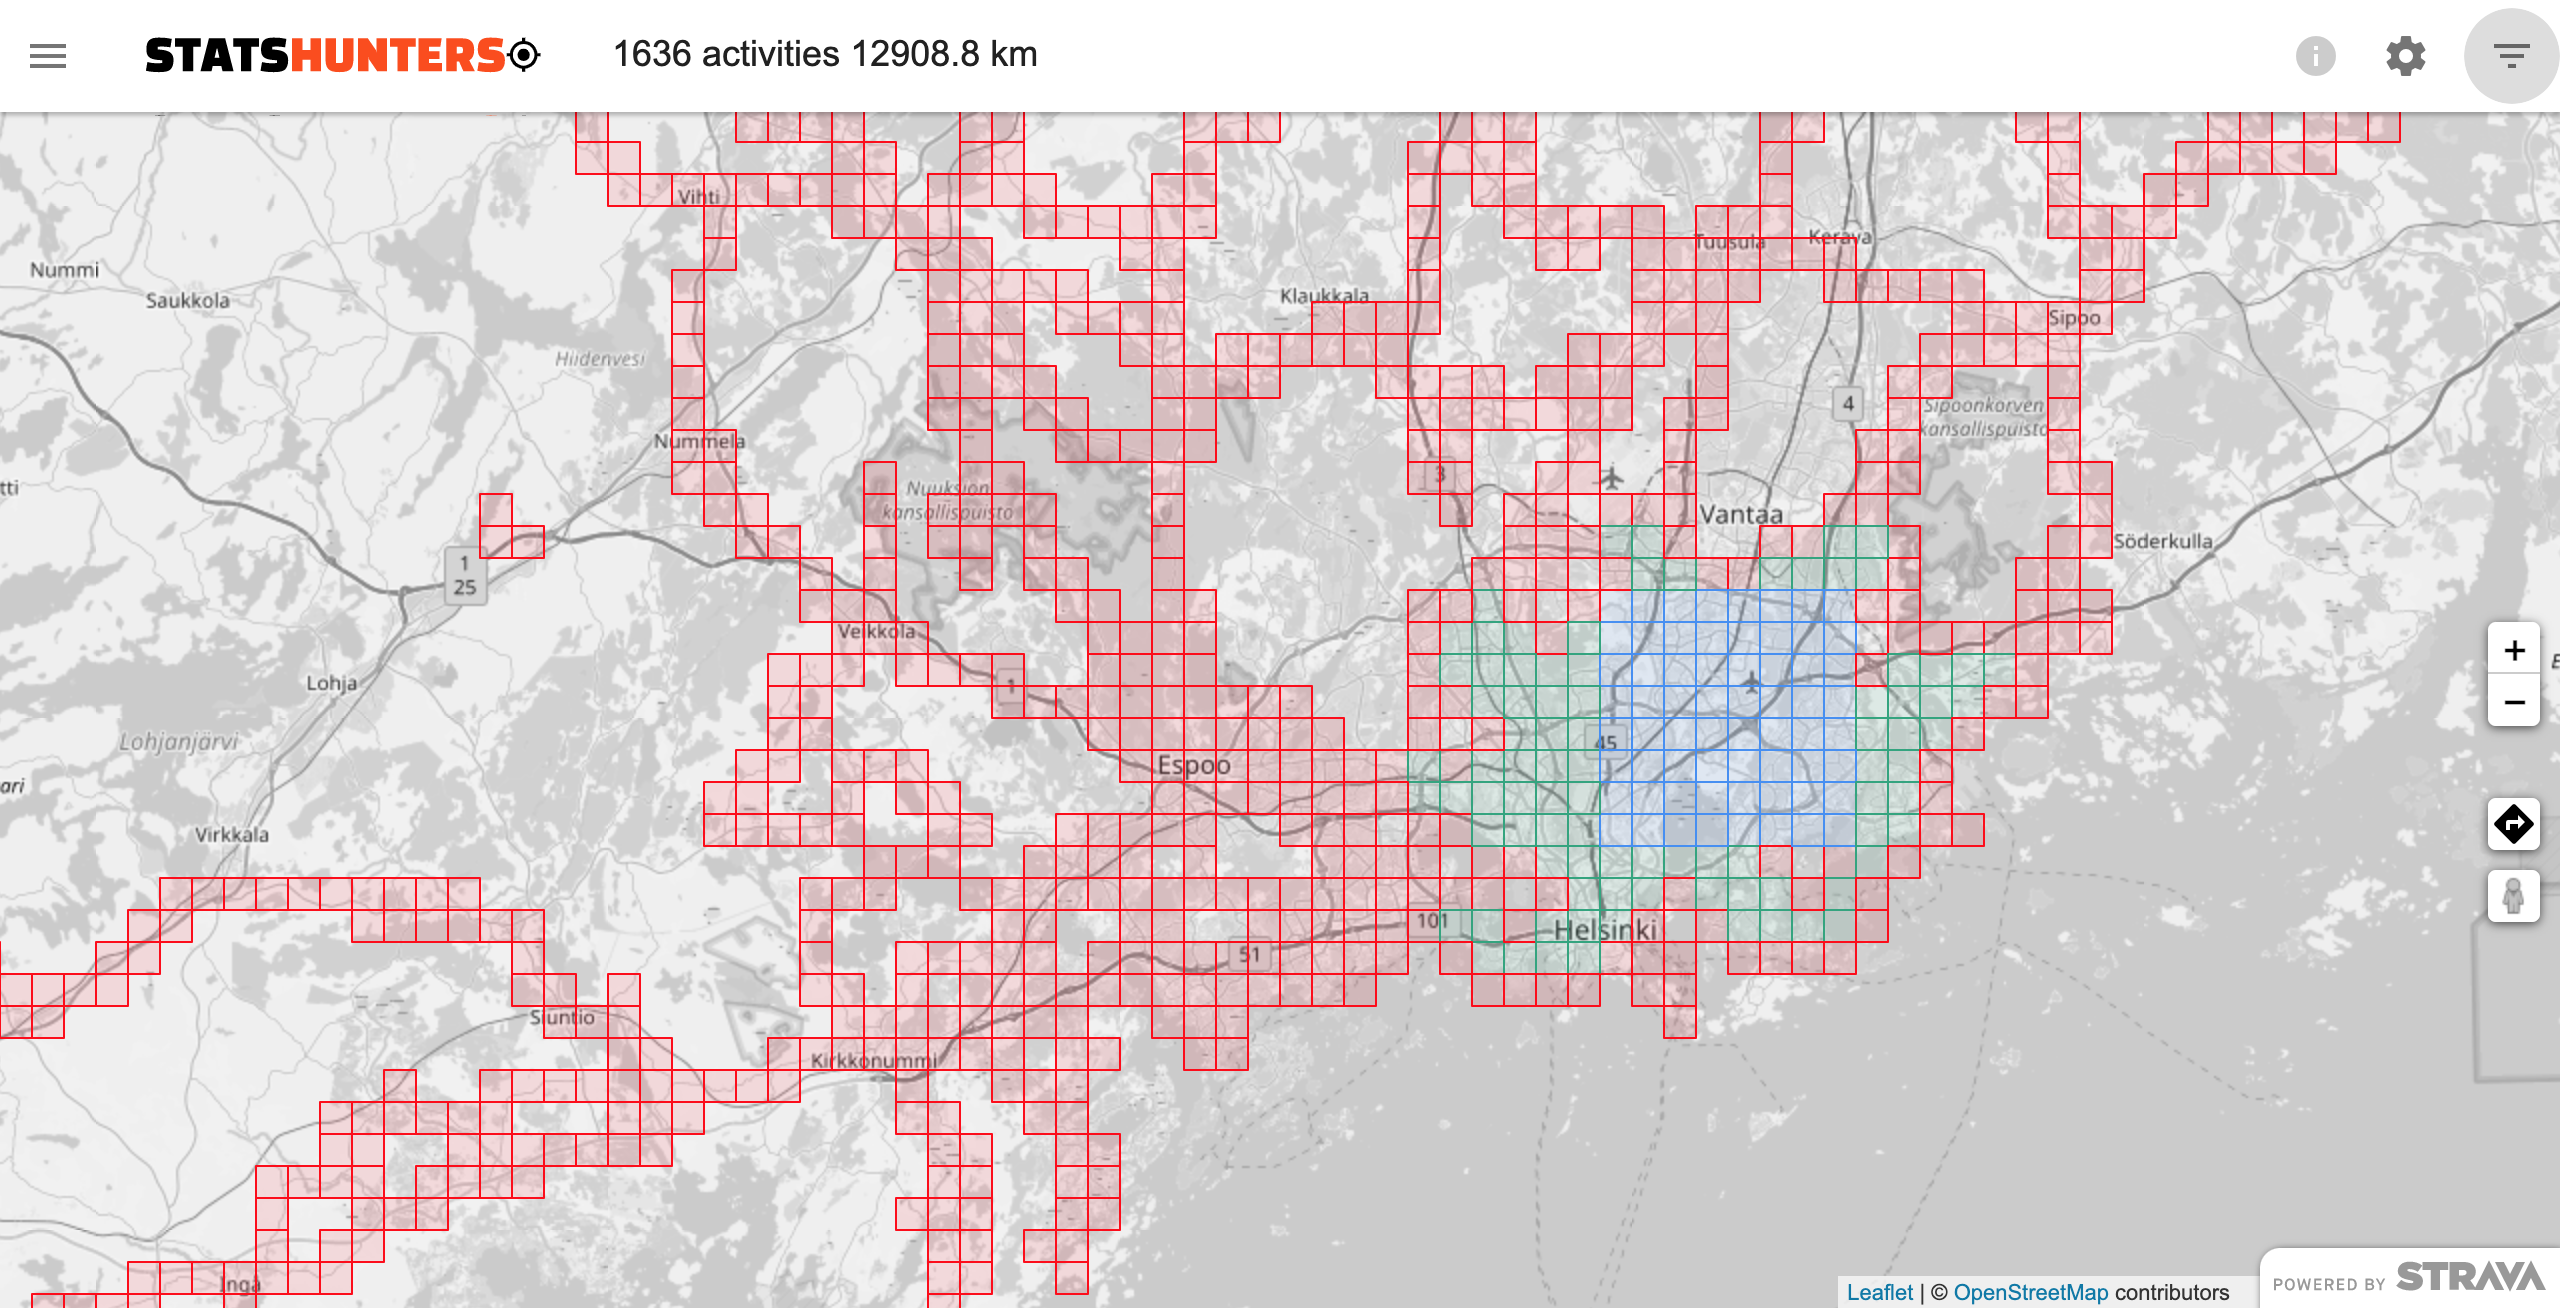 STATSHUNTERS
1636 activities 12908.8 km
i
Vihti
Tuusula
Kerava
Nummi
Saukkola
Klaukkala
Sipoo
Hiidenvesi
4
Sipoonkorven
kansallispuisto
Nummela
3
tti
Nuuksion
kansallispuisto
Vantaa
Söderkulla
1
25
Veikkola
+
−
Lohja
1
Lohjanjärvi
45
Espoo
ari
Virkkala
101
Helsinki
51
Siuntio
Kirkkonummi
Ingå
Leaflet | © OpenStreetMap contributors
POWERED BY STRAVA